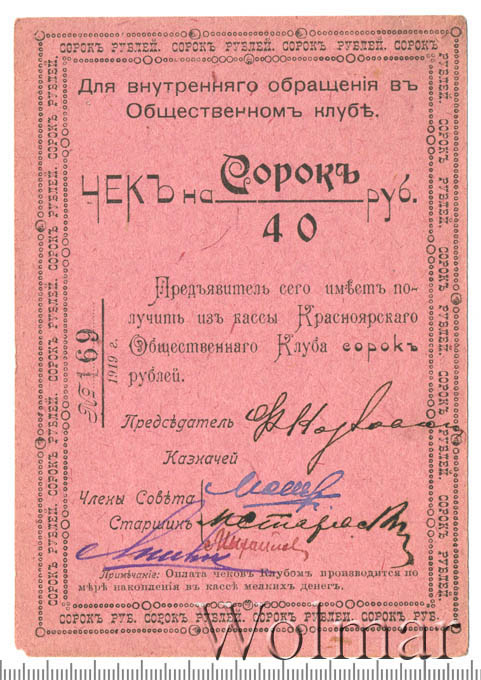 СОРОКЪ РУБЛЕЙ. СОРОКЪ РУБЛЕЙ. СОРОКЪ РУБЛЕЙ. СОРОКЪ
Для внутренняго обращенія въ
Общественномъ клубѣ.
ЧЕКЪ на Сорокъ руб.
40
Предъявитель сего имѣетъ по-
лучить изъ кассы Красноярскаго
Общественнаго Клуба сорокъ
рублей.
№ 169
1919 г.
Предсѣдатель
Казначей
Члены Совѣта
Старшинъ
Примѣчаніе: Оплата чековъ Клубомъ производится по
мѣрѣ накопленія въ кассѣ мелкихъ денегъ.
СОРОКЪ РУБ. СОРОКЪ РУБЛЕЙ. СОРОКЪ РУБЛЕЙ. СОРОКЪ РУБ.
Wolmar